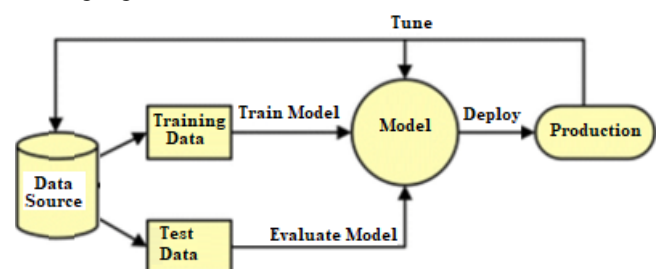 Tune
Training
Data
Train Model
Model
Deploy
Production
Data
Source
Test
Data
Evaluate Model